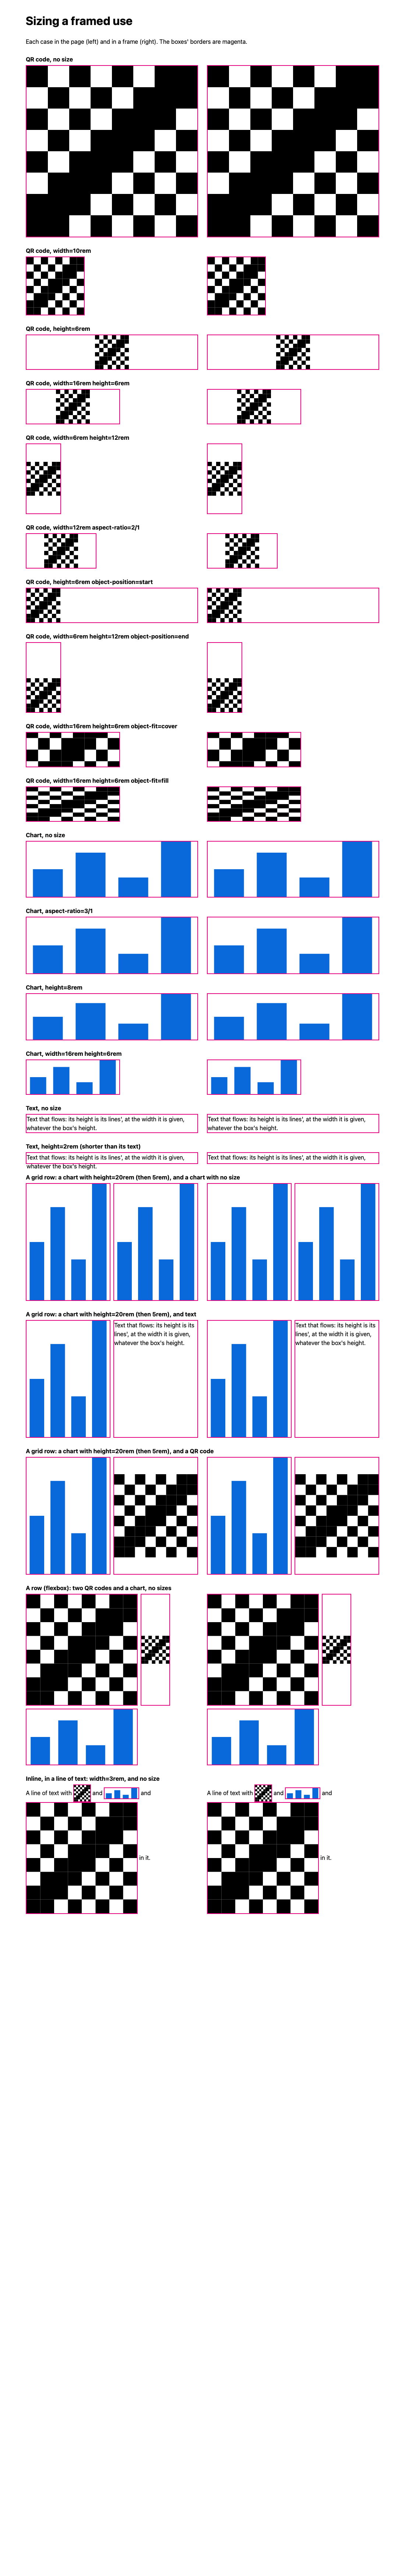 Sizing a framed use
Each case in the page (left) and in a frame (right). The boxes' borders are magenta.
QR code, no size
QR code, width=10rem
QR code, height=6rem
QR code, width=16rem height=6rem
QR code, width=6rem height=12rem
QR code, width=12rem aspect-ratio=2/1
QR code, height=6rem object-position=start
QR code, width=6rem height=12rem object-position=end
QR code, width=16rem height=6rem object-fit=cover
QR code, width=16rem height=6rem object-fit=fill
Chart, no size
Chart, aspect-ratio=3/1
Chart, height=8rem
Chart, width=16rem height=6rem
Text, no size
Text that flows: its height is its lines', at the width it is given,
whatever the box's height.
Text that flows: its height is its lines', at the width it is given,
whatever the box's height.
Text, height=2rem (shorter than its text)
Text that flows: its height is its lines', at the width it is given,
whatever the box's height.
Text that flows: its height is its lines', at the width it is given,
A grid row: a chart with height=20rem (then 5rem), and a chart with no size
A grid row: a chart with height=20rem (then 5rem), and text
Text that flows: its height is its
lines', at the width it is given,
whatever the box's height.
Text that flows: its height is its
lines', at the width it is given,
whatever the box's height.
A grid row: a chart with height=20rem (then 5rem), and a QR code
A row (flexbox): two QR codes and a chart, no sizes
Inline, in a line of text: width=3rem, and no size
A line of text with and and
in it.
A line of text with and and
in it.